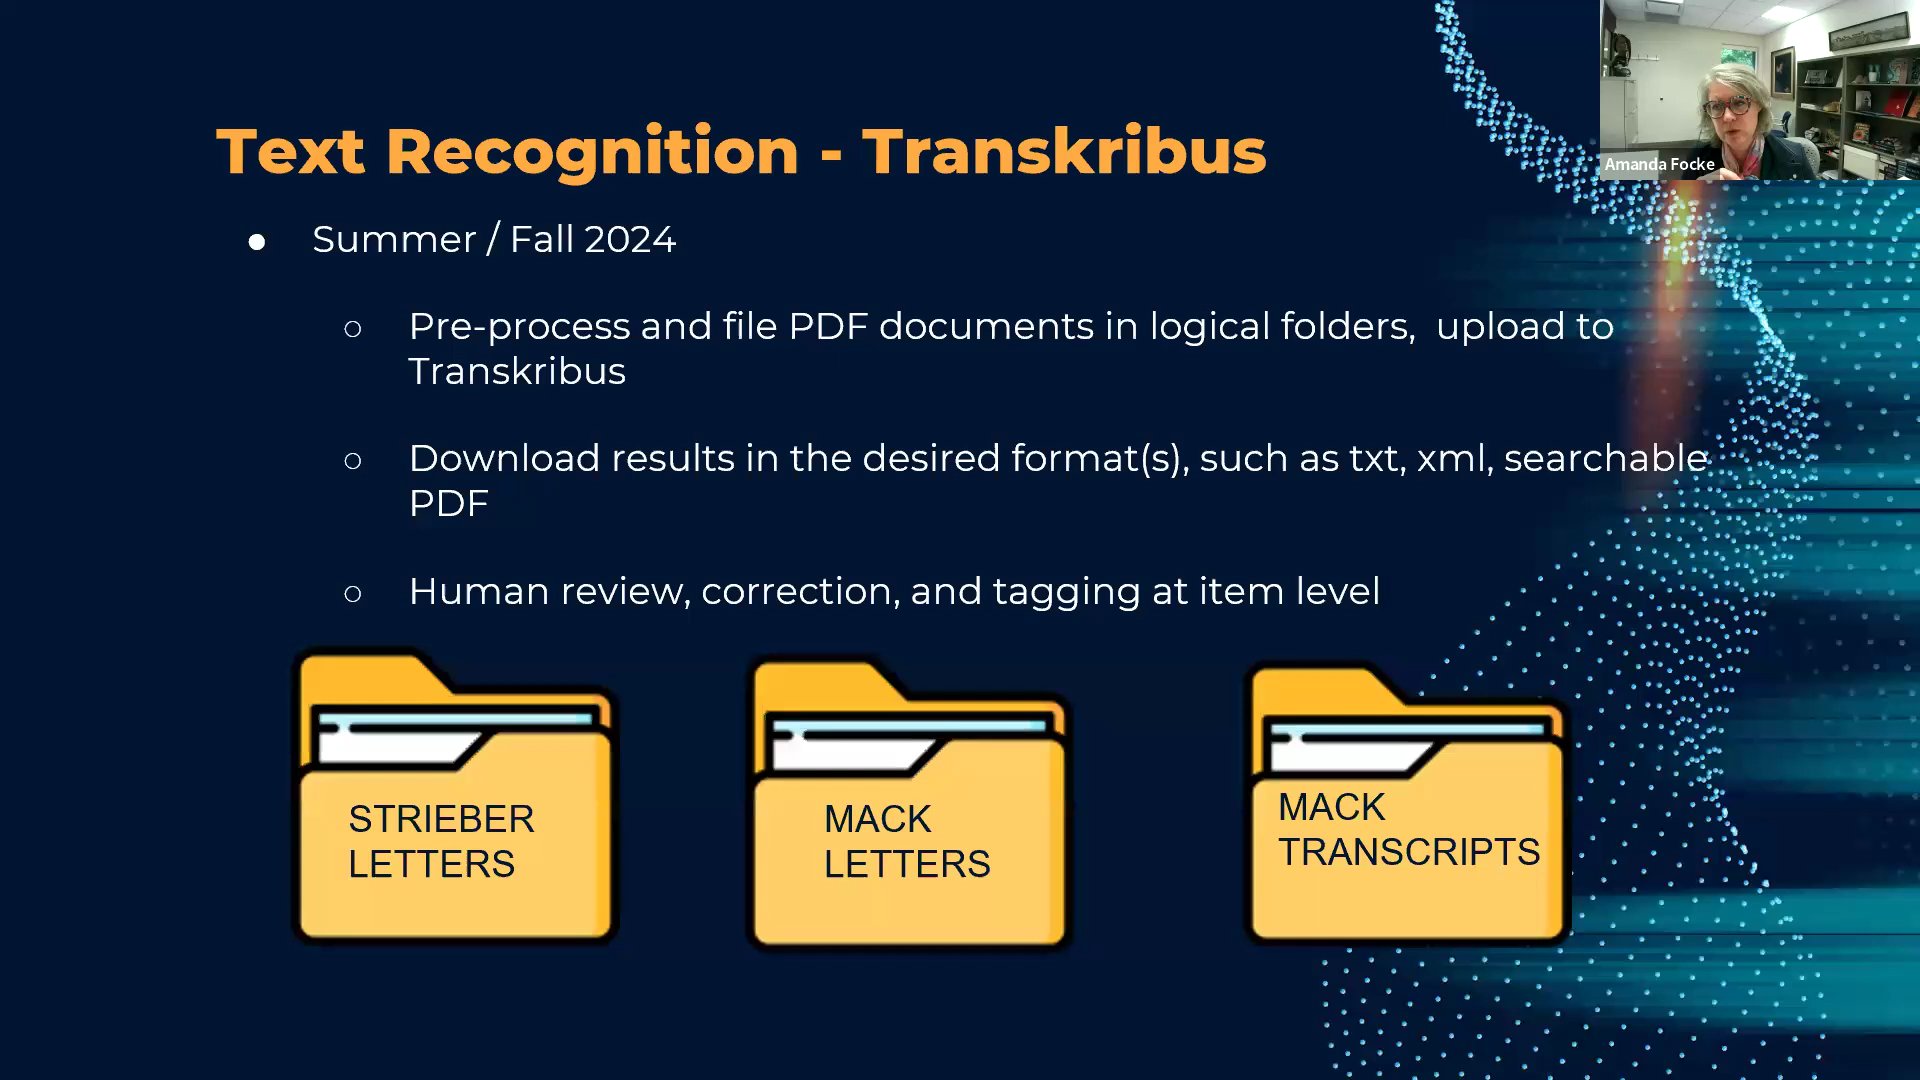 Text Recognition - Transkribus
● Summer / Fall 2024
○ Pre-process and file PDF documents in logical folders,  upload to
Transkribus
○ Download results in the desired format(s), such as txt, xml, searchable
PDF
○ Human review, correction, and tagging at item level
STRIEBER
LETTERS
MACK
LETTERS
MACK
TRANSCRIPTS
Amanda Focke